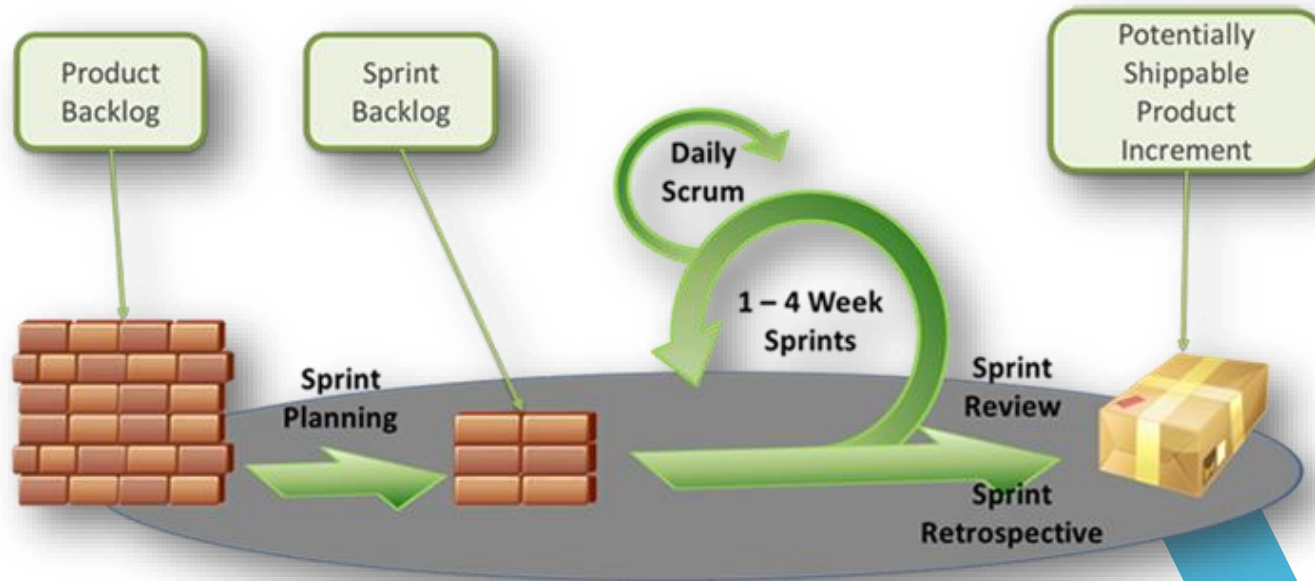 Product
Backlog
Sprint
Backlog
Potentially
Shippable
Product
Increment
Daily
Scrum
1 – 4 Week
Sprints
Sprint
Planning
Sprint
Review
Sprint
Retrospective